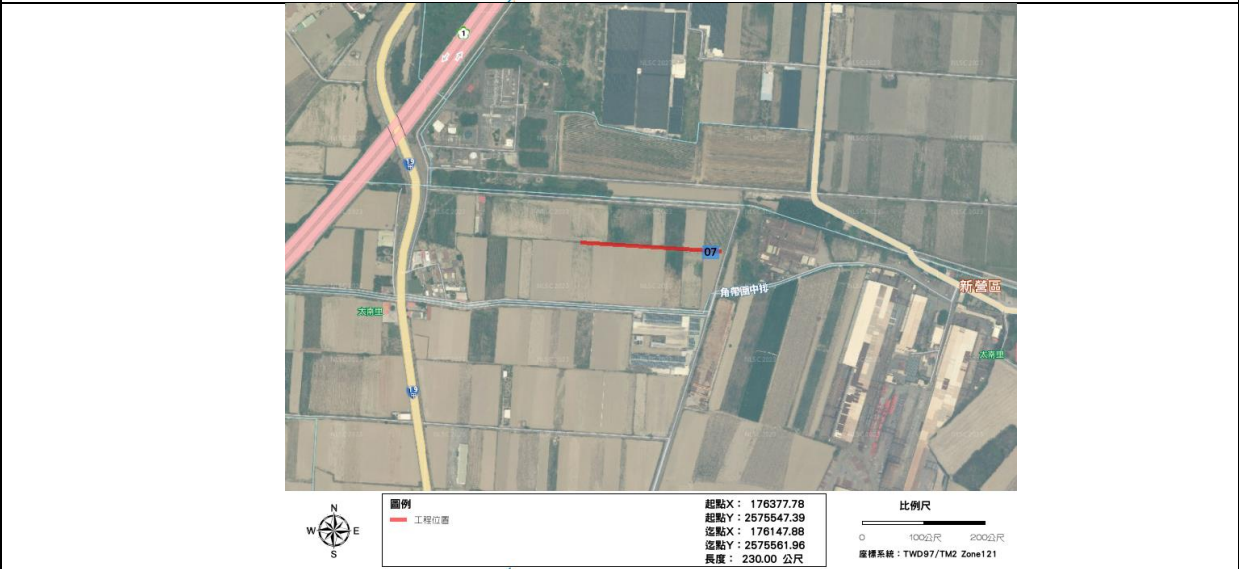 1
19
07
角帶圍中排
新營區
太南里
太南里
19
N
W E
S
圖例
工程位置
起點X： 176377.78
起點Y：2575547.39
迄點X： 176147.88
迄點Y：2575561.96
長度： 230.00 公尺
比例尺
0 100公尺 200公尺
座標系統：TWD97/TM2 Zone121